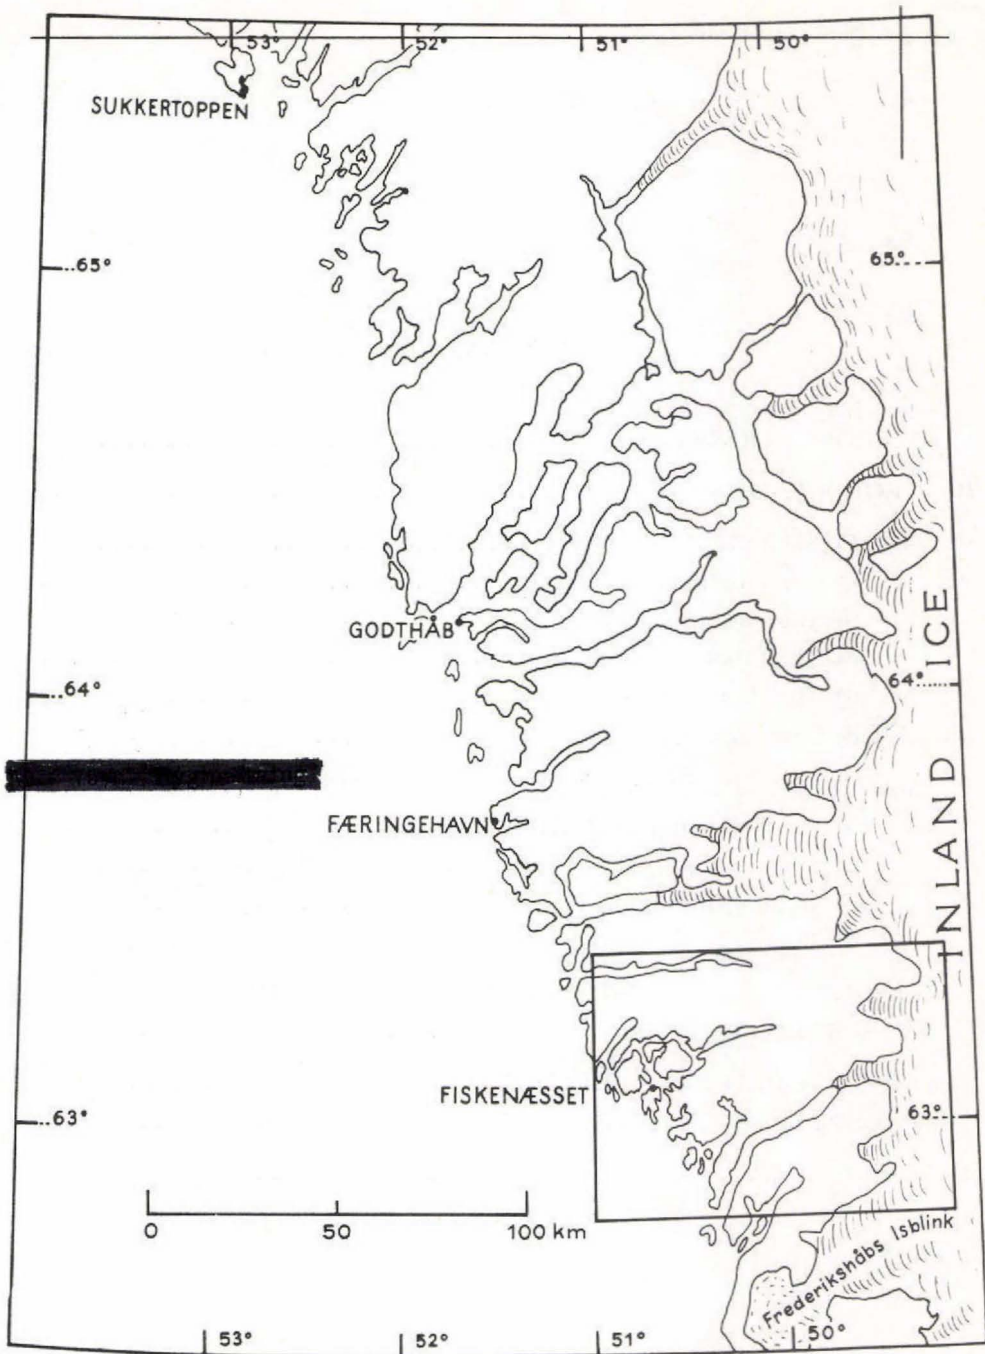 53° 52° 51° 50°
SUKKERTOPPEN
65° 65°
GODTHÅB
64° 64°
INLAND ICE
FÆRINGEHAVN
FISKENÆSSET
63° 63°
0 50 100 km
Frederikshåbs Isblink
53° 52° 51° 50°